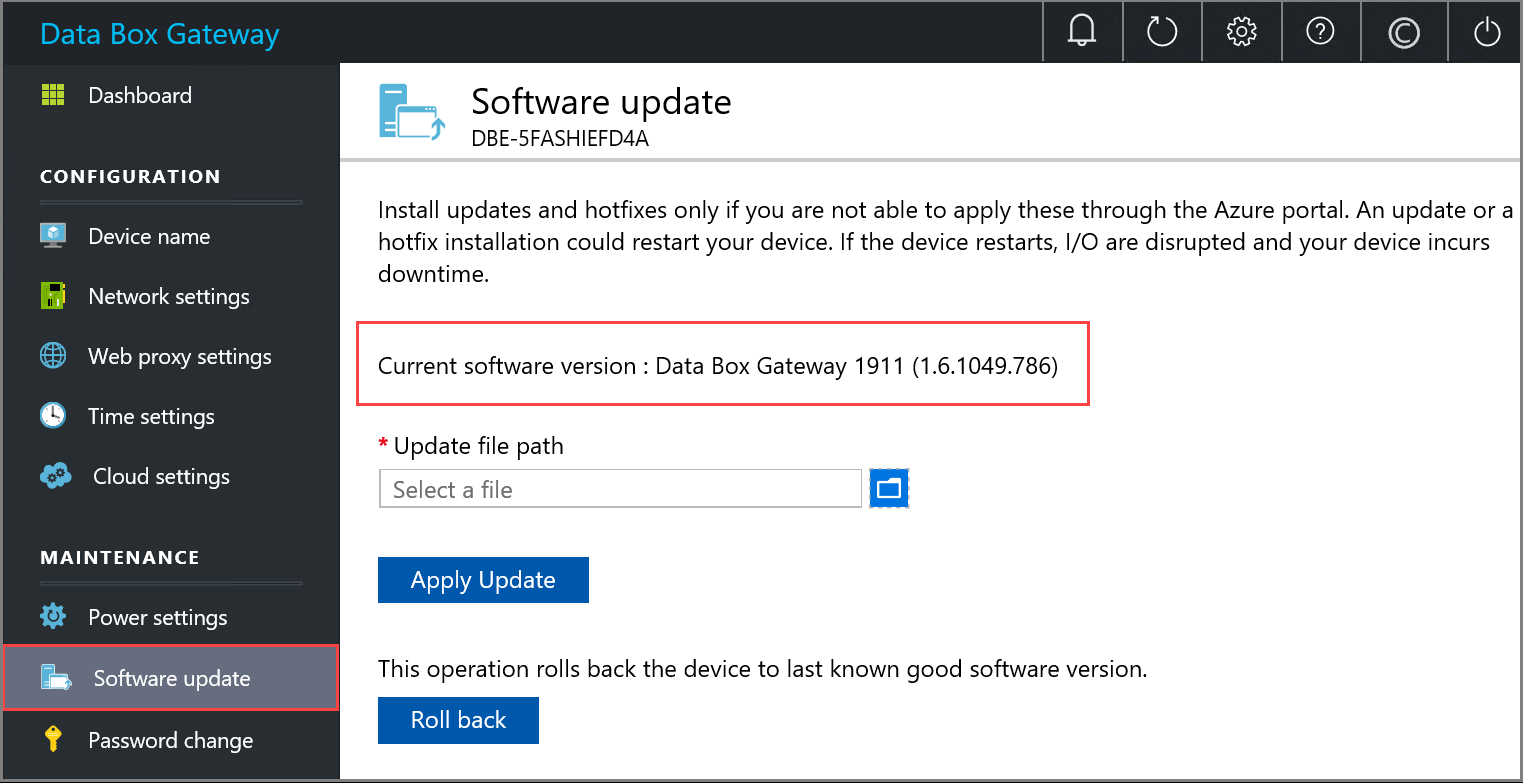 Data Box Gateway
Dashboard
CONFIGURATION
Device name
Network settings
Web proxy settings
Time settings
Cloud settings
MAINTENANCE
Power settings
Software update
Password change
Software update
DBE-5FASHIEFD4A
Install updates and hotfixes only if you are not able to apply these through the Azure portal. An update or a
hotfix installation could restart your device. If the device restarts, I/O are disrupted and your device incurs
downtime.
Current software version : Data Box Gateway 1911 (1.6.1049.786)
* Update file path
Select a file
Apply Update
This operation rolls back the device to last known good software version.
Roll back